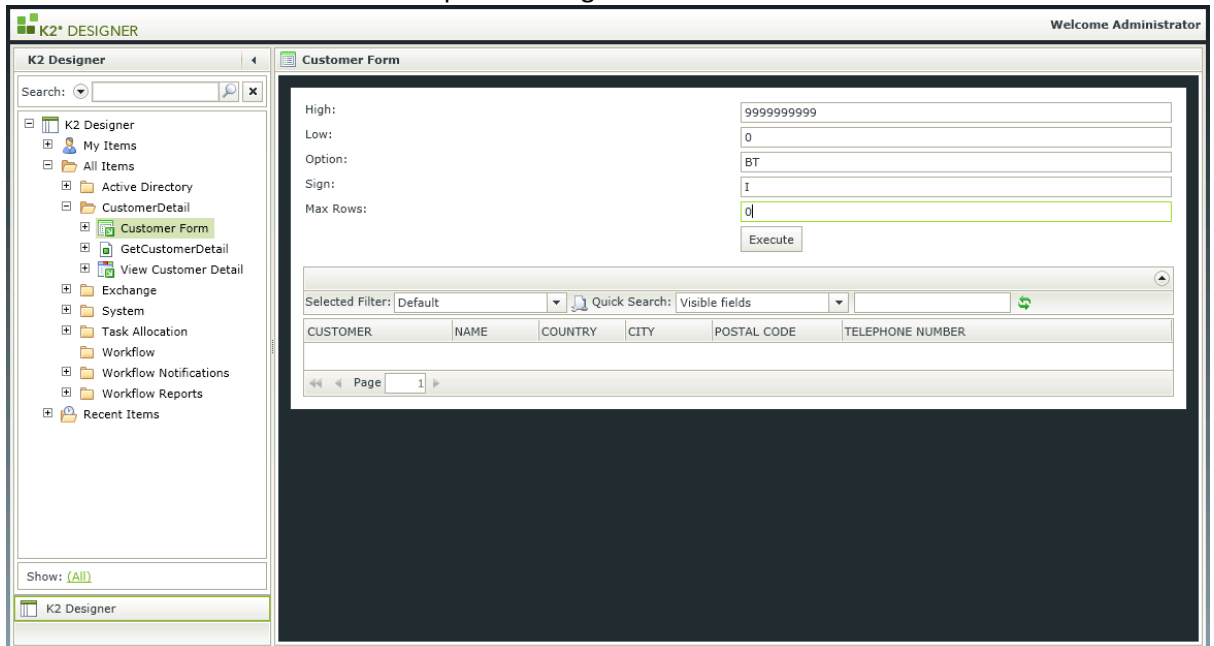 K2* DESIGNER
Welcome Administrator
K2 Designer
Search:
K2 Designer
My Items
All Items
Active Directory
CustomerDetail
Customer Form
GetCustomerDetail
View Customer Detail
Exchange
System
Task Allocation
Workflow
Workflow Notifications
Workflow Reports
Recent Items
Show: (All)
K2 Designer
Customer Form
High: 9999999999
Low: 0
Option: BT
Sign: I
Max Rows: 0
Execute
Selected Filter: Default Quick Search: Visible fields
CUSTOMER NAME COUNTRY CITY POSTAL CODE TELEPHONE NUMBER
Page 1